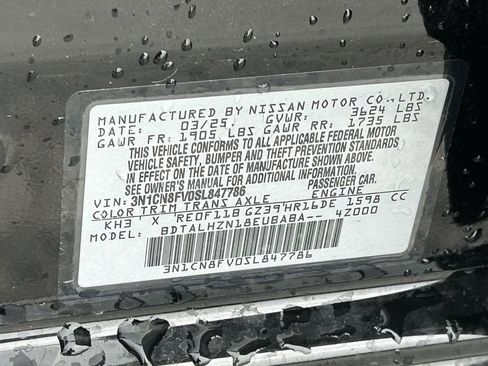 MANUFACTURED BY NISSAN MOTOR CO., LTD.
DATE: 03/25 GVWR: 3624 LBS
GAWR FR: 1905 LBS GAWR RR: 1735 LBS
THIS VEHICLE CONFORMS TO ALL APPLICABLE FEDERAL MOTOR
VEHICLE SAFETY, BUMPER AND THEFT PREVENTION STANDARDS
IN EFFECT ON THE DATE OF MANUFACTURE SHOWN ABOVE.
SEE OWNER'S MANUAL FOR ADDITIONAL INFORMATION.
VIN: 3N1CN8FV0SL847786 PASSENGER CAR
COLOR TRIM TRANS AXLE ENGINE
KH3 X RE0F11B GZ39 HR16DE 1598 CC
MODEL: BDTALHZN18EUBABA-- 4Z000
3N1CN8FV0SL847786